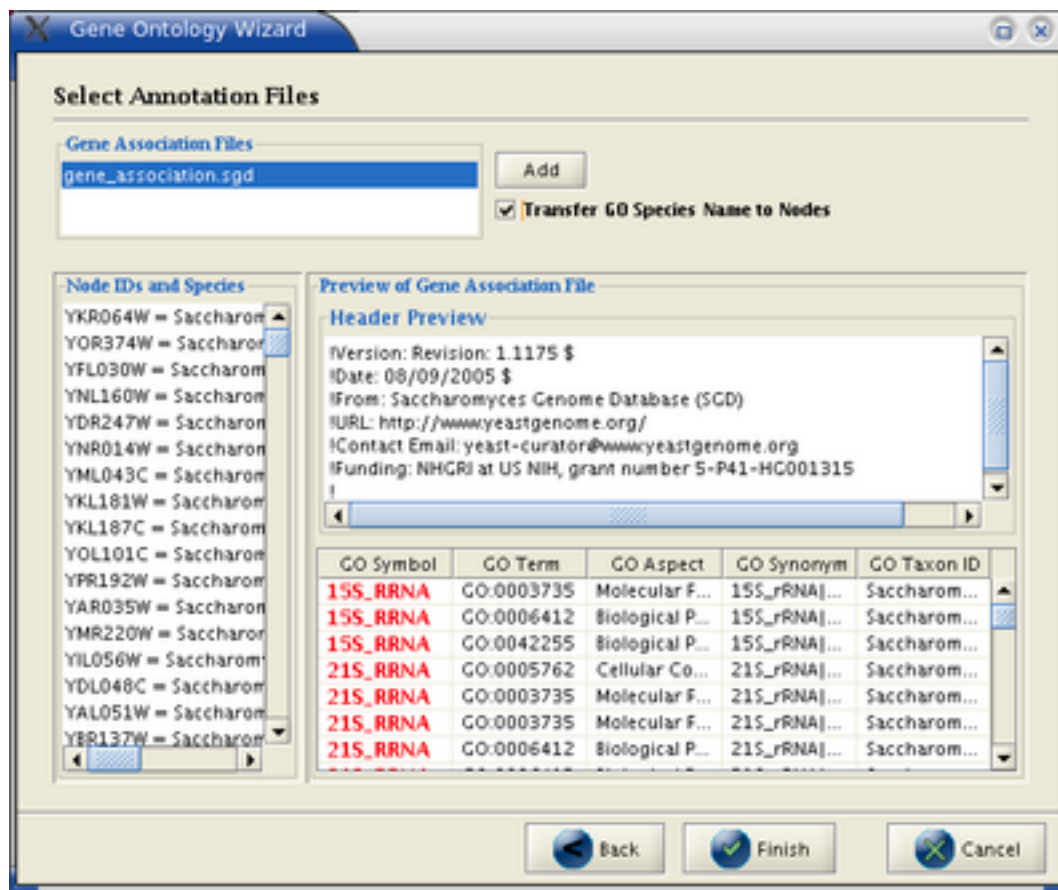 Gene Ontology Wizard
Select Annotation Files
Gene Association Files
gene_association.sgd
Add
Transfer GO Species Name to Nodes
Node IDs and Species
YKR064W = Saccharom
YOR374W = Saccharor
YFL030W = Saccharom
YNL160W = Saccharom
YDR247W = Saccharom
YNR014W = Saccharom
YML043C = Saccharom
YKL181W = Saccharom
YKL187C = Saccharom
YOL101C = Saccharom
YPR192W = Saccharom
YAR035W = Saccharon
YMR220W = Saccharor
YIL056W = Saccharomy
YDL048C = Saccharom
YAL051W = Saccharom
YBR137W = Saccharom
Preview of Gene Association File
Header Preview
!Version: Revision: 1.1175 $
!Date: 08/09/2005 $
!From: Saccharomyces Genome Database (SGD)
!URL: http://www.yeastgenome.org/
!Contact Email: yeast-curator@www.yeastgenome.org
!Funding: NHGRI at US NIH, grant number 5-P41-HG001315
!
GO Symbol GO Term GO Aspect GO Synonym GO Taxon ID
15S_RRNA GO:0003735 Molecular F... 15S_rRNA|... Saccharom...
15S_RRNA GO:0006412 Biological P... 15S_rRNA|... Saccharom...
15S_RRNA GO:0042255 Biological P... 15S_rRNA|... Saccharom...
21S_RRNA GO:0005762 Cellular Co... 21S_rRNA|... Saccharom...
21S_RRNA GO:0003735 Molecular F... 21S_rRNA|... Saccharom...
21S_RRNA GO:0003735 Molecular F... 21S_rRNA|... Saccharom...
21S_RRNA GO:0006412 Biological P... 21S_rRNA|... Saccharom...
Back
Finish
Cancel